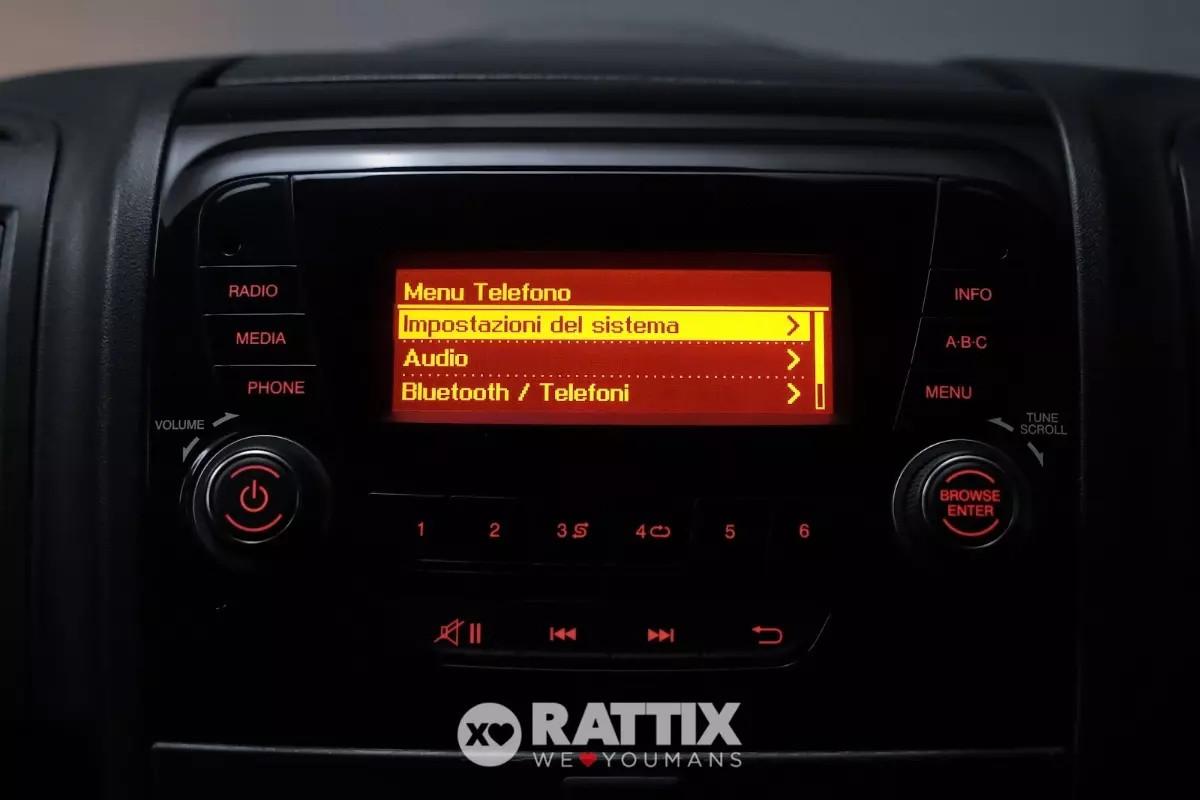 RADIO
MEDIA
PHONE
VOLUME
Menu Telefono
Impostazioni del sistema
Audio
Bluetooth / Telefoni
INFO
A·B·C
MENU
TUNE
SCROLL
BROWSE
ENTER
1 2 3 4 5 6
RATTIX
WE YOUMANS